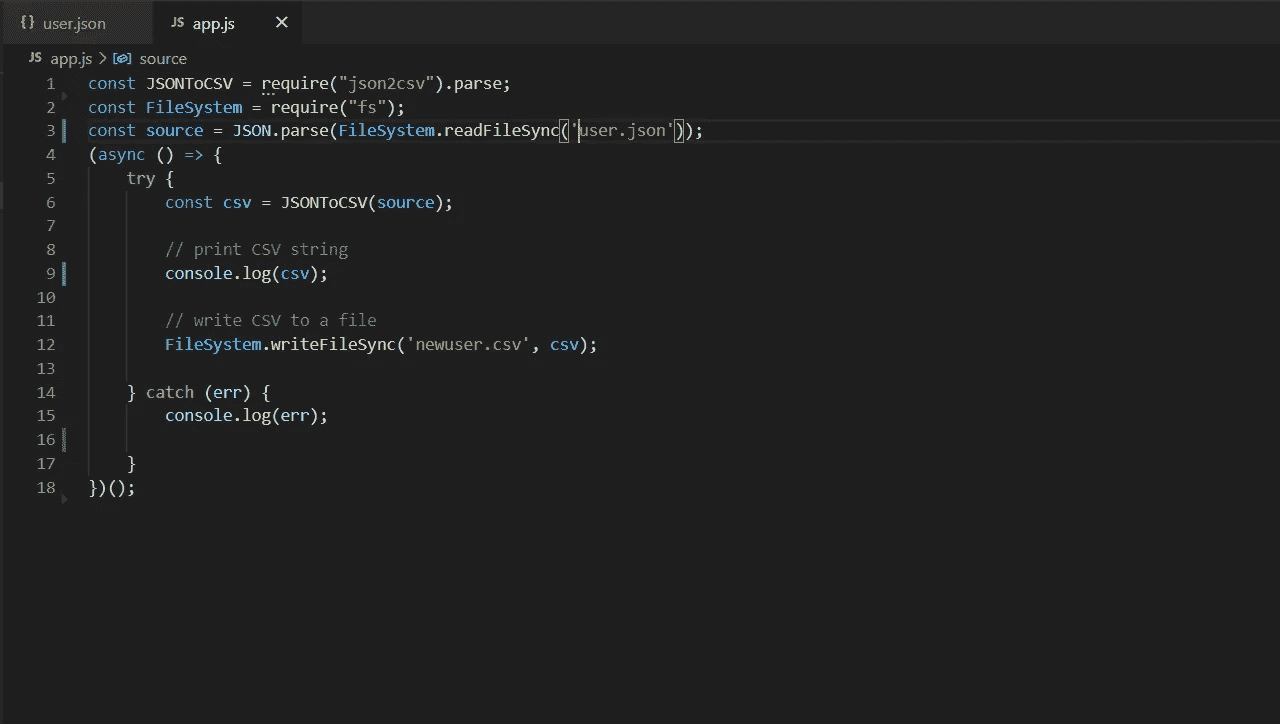 {} user.json JS app.js ×
JS app.js > source
1 const JSONToCSV = require("json2csv").parse;
2 const FileSystem = require("fs");
3 const source = JSON.parse(FileSystem.readFileSync('user.json'));
4 (async () => {
5     try {
6         const csv = JSONToCSV(source);
7
8         // print CSV string
9         console.log(csv);
10
11         // write CSV to a file
12         FileSystem.writeFileSync('newuser.csv', csv);
13
14     } catch (err) {
15         console.log(err);
16
17     }
18 })();